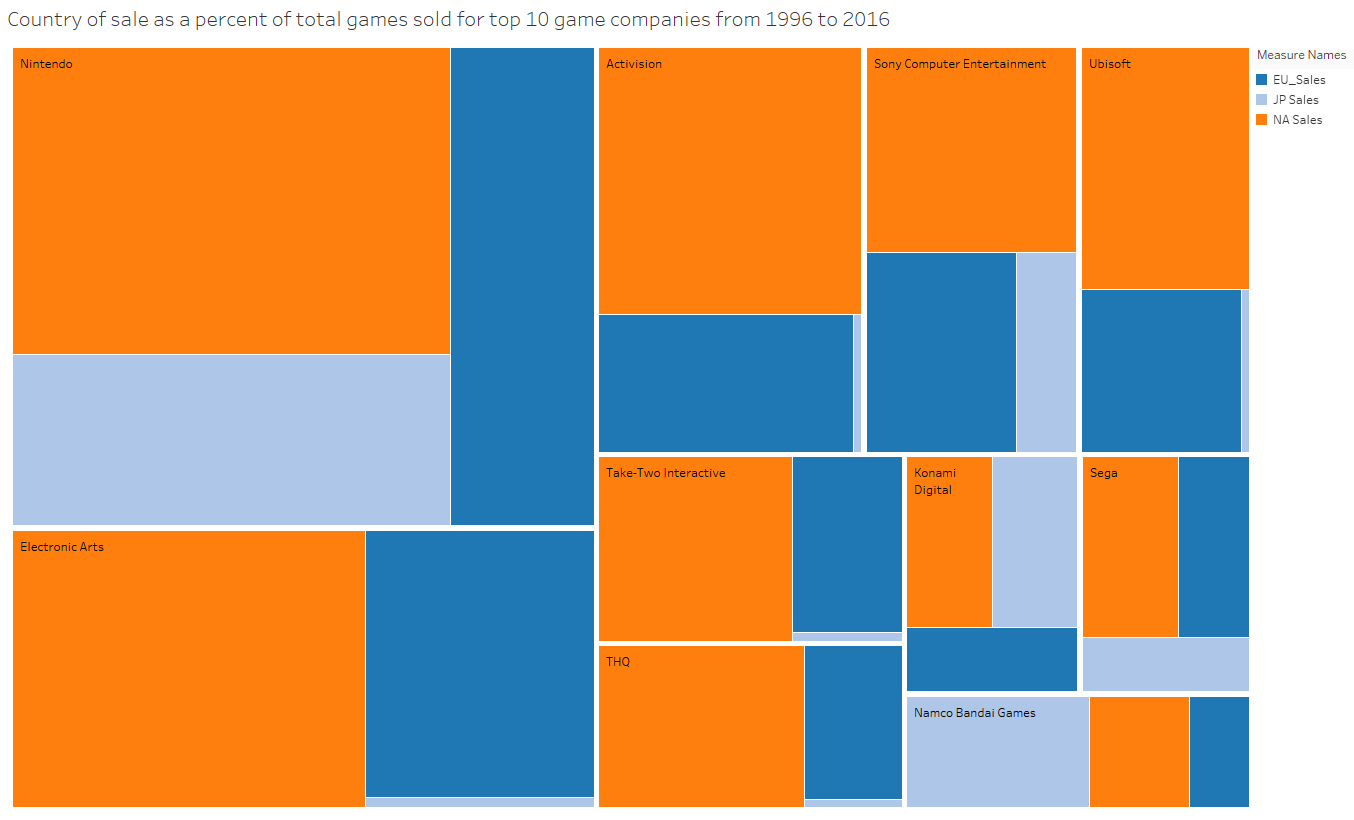 Country of sale as a percent of total games sold for top 10 game companies from 1996 to 2016
Nintendo
Activision
Sony Computer Entertainment
Ubisoft
Measure Names
EU_Sales
JP Sales
NA Sales
Take-Two Interactive
Konami
Digital
Sega
Electronic Arts
THQ
Namco Bandai Games